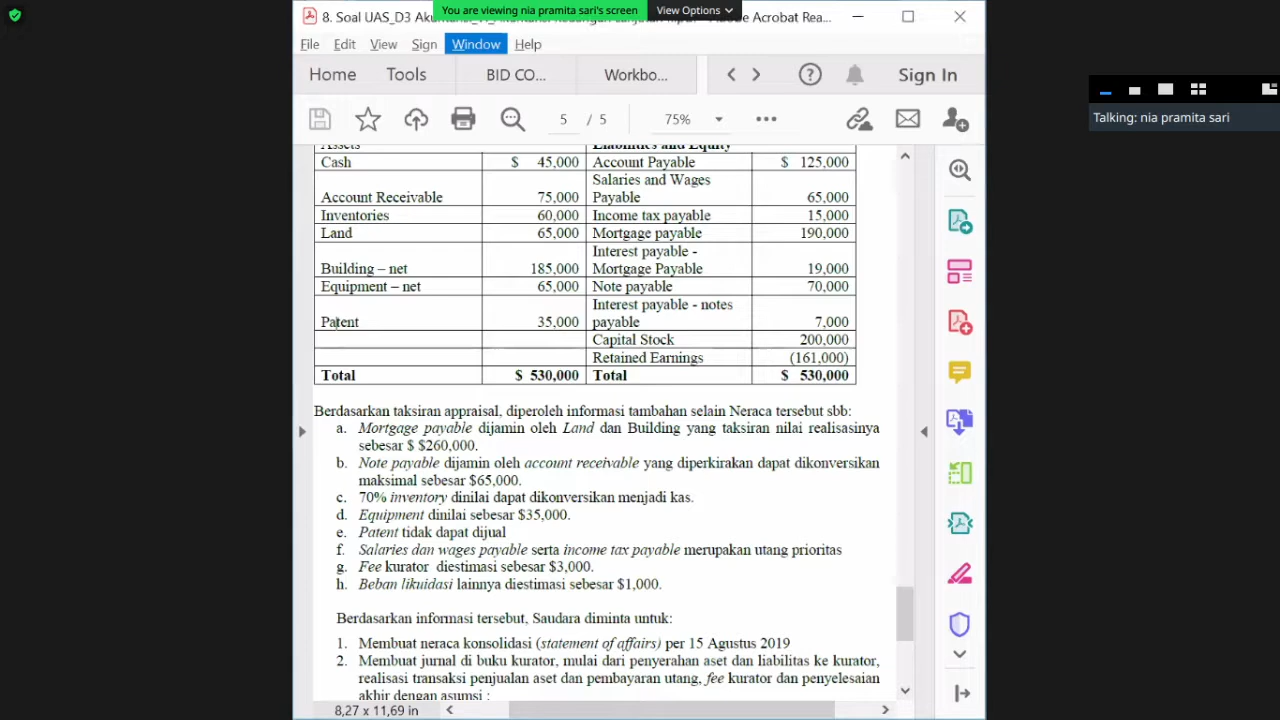 You are viewing nia pramita sari's screen
View Options
8. Soal UAS_D3
Adobe Acrobat Rea...
File Edit View Sign Window Help
Home Tools BID CO... Workbo... Sign In
5 / 5 75%
Talking: nia pramita sari
Assets Liabilities and Equity
Cash $ 45,000 Account Payable $ 125,000
Salaries and Wages
Account Receivable 75,000 Payable 65,000
Inventories 60,000 Income tax payable 15,000
Land 65,000 Mortgage payable 190,000
Interest payable -
Building – net 185,000 Mortgage Payable 19,000
Equipment – net 65,000 Note payable 70,000
Interest payable - notes
Patent 35,000 payable 7,000
Capital Stock 200,000
Retained Earnings (161,000)
Total $ 530,000 Total $ 530,000
Berdasarkan taksiran appraisal, diperoleh informasi tambahan selain Neraca tersebut sbb:
a. Mortgage payable dijamin oleh Land dan Building yang taksiran nilai realisasinya
sebesar $ $260,000.
b. Note payable dijamin oleh account receivable yang diperkirakan dapat dikonversikan
maksimal sebesar $65,000.
c. 70% inventory dinilai dapat dikonversikan menjadi kas.
d. Equipment dinilai sebesar $35,000.
e. Patent tidak dapat dijual
f. Salaries dan wages payable serta income tax payable merupakan utang prioritas
g. Fee kurator diestimasi sebesar $3,000.
h. Beban likuidasi lainnya diestimasi sebesar $1,000.
Berdasarkan informasi tersebut, Saudara diminta untuk:
1. Membuat neraca konsolidasi (statement of affairs) per 15 Agustus 2019
2. Membuat jurnal di buku kurator, mulai dari penyerahan aset dan liabilitas ke kurator,
realisasi transaksi penjualan aset dan pembayaran utang, fee kurator dan penyelesaian
akhir dengan asumsi :
8,27 x 11,69 in